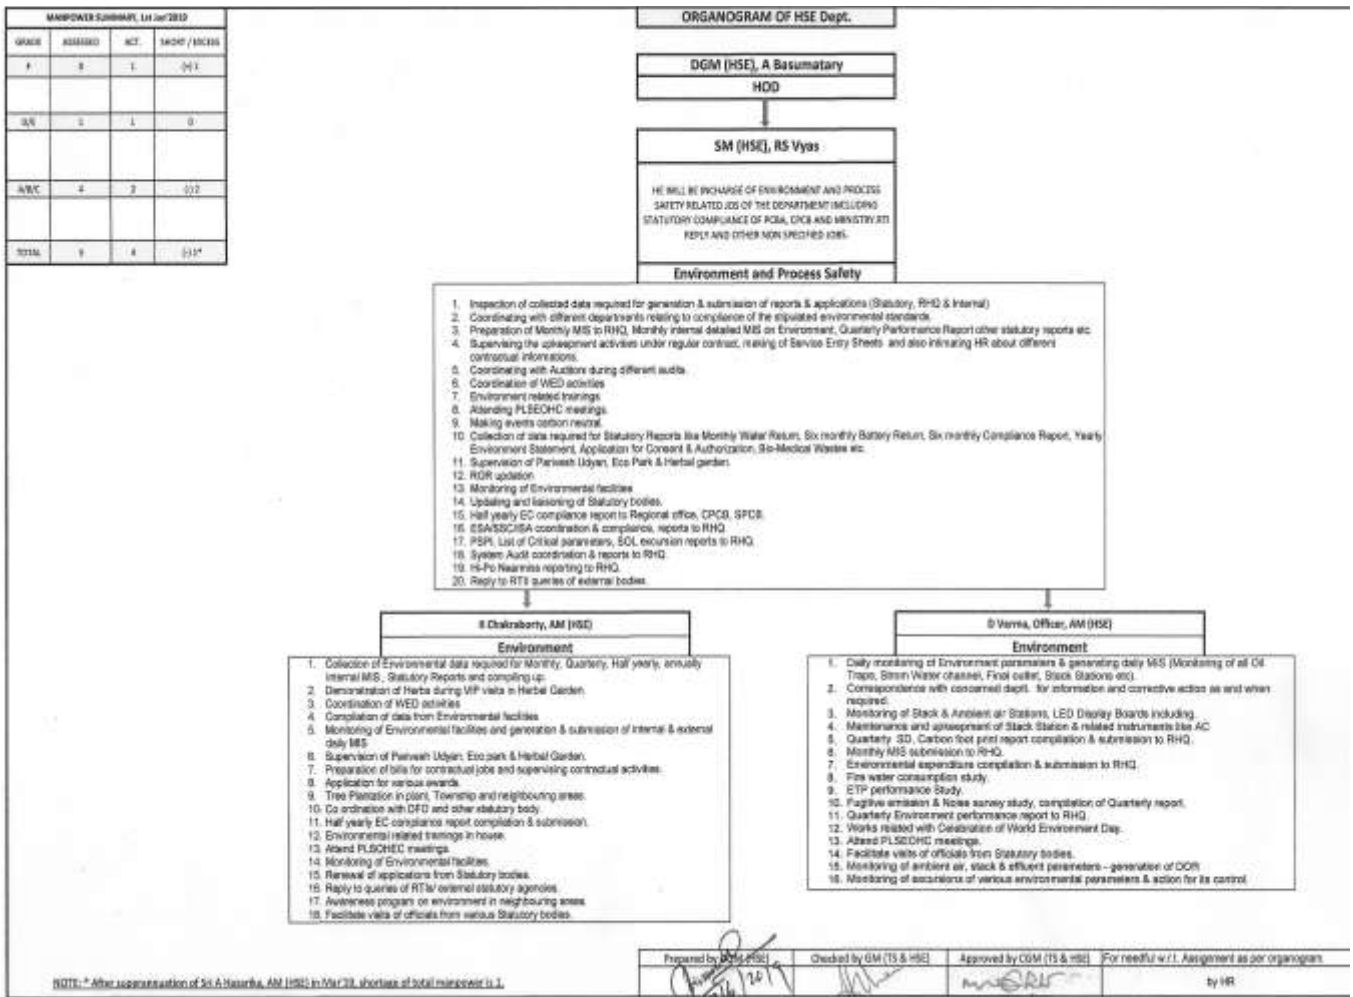 MANPOWER SUMMARY, 1st Jan'2019
GRADE ASSESSED ACT. SHORT / EXCESS
F 0 1 (+) 1
D/E 1 1 0
A/B/C 4 2 (-) 2
TOTAL 5 4 (-) 1*
ORGANOGRAM OF HSE Dept.
DGM (HSE), A Basumatary
HOD
SM (HSE), RS Vyas
HE WILL BE INCHARGE OF ENVIRONMENT AND PROCESS
SAFETY RELATED JOS OF THE DEPARTMENT INCLUDING
STATUTORY COMPLIANCE OF PCBA, CPCB AND MINISTRY. RTI
REPLY AND OTHER NON SPECIFIED JOBS.
Environment and Process Safety
1. Inspection of collected data required for generation & submission of reports & applications (Statutory, RHQ & Internal)
2. Coordinating with different departments relating to compliance of the stipulated environmental standards.
3. Preparation of Monthly MIS to RHQ, Monthly internal detailed MIS on Environment, Quarterly Performance Report other statutory reports etc.
4. Supervising the upkeepment activities under regular contract, making of Service Entry Sheets and also intimating HR about different
contractual informations.
5. Coordinating with Auditors during different audits.
6. Coordination of WED activities
7. Environment related trainings
8. Attending PLSEOHC meetings.
9. Making events carbon neutral.
10. Collection of data required for Statutory Reports like Monthly Water Return, Six monthly Battery Return, Six monthly Compliance Report, Yearly
Environment Statement, Application for Consent & Authorization, Bio-Medical Wastes etc.
11. Supervision of Parivesh Udyan, Eco Park & Herbal garden.
12. ROR updation
13. Monitoring of Environmental facilities
14. Updating and liaisoning of Statutory bodies.
15. Half yearly EC compliance report to Regional office, CPCB, SPCB.
16. ESA/SSC/ISA coordination & compliance, reports to RHQ.
17. PSPI, List of Critical parameters, SOL excursion reports to RHQ.
18. System Audit coordination & reports to RHQ.
19. Hi-Po Nearmiss reporting to RHQ.
20. Reply to RTII queries of external bodies.
Chakraborty, AM (HSE)
Environment
1. Collection of Environmental data required for Monthly, Quarterly, Half yearly, annually
internal MIS, Statutory Reports and compiling up.
2. Demonstration of Herbs during VIP visits in Herbal Garden.
3. Coordination of WED activities
4. Compilation of data from Environmental facilities
5. Monitoring of Environmental facilities and generation & submission of internal & external
daily MIS
6. Supervision of Parivesh Udyan, Eco park & Herbal Garden.
7. Preparation of bills for contractual jobs and supervising contractual activities.
8. Application for various awards.
9. Tree Plantation in plant, Township and neighbouring areas.
10. Co ordination with DFO and other statutory body.
11. Half yearly EC compliance report compilation & submission.
12. Environmental related trainings in house.
13. Attend PLSOHEC meetings.
14. Monitoring of Environmental facilities.
15. Renewal of applications from Statutory bodies.
16. Reply to queries of RTIs/ external statutory agencies.
17. Awareness program on environment in neighbouring areas.
18. Facilitate visits of officials from various Statutory bodies.
D Verma, Officer, AM (HSE)
Environment
1. Daily monitoring of Environment parameters & generating daily MIS (Monitoring of all Oil
Traps, Strom Water channel, Final outlet, Stack Stations etc).
2. Correspondence with concerned deptt. for information and corrective action as and when
required.
3. Monitoring of Stack & Ambient air Stations, LED Display Boards including.
4. Maintenance and upkeepment of Stack Station & related instruments like AC
5. Quarterly SD, Carbon foot print report compilation & submission to RHQ.
6. Monthly MIS submission to RHQ.
7. Environmental expenditure compilation & submission to RHQ.
8. Fire water consumption study.
9. ETP performance Study.
10. Fugitive emission & Noise survey study, compilation of Quarterly report.
11. Quarterly Environment performance report to RHQ.
12. Works related with Celebration of World Environment Day.
13. Attend PLSEOHC meetings.
14. Facilitate visits of officials from Statutory bodies.
15. Monitoring of ambient air, stack & effluent parameters – generation of DOR
16. Monitoring of excursions of various environmental parameters & action for its control.
Prepared by (HSE) Checked by GM (TS & HSE) Approved by CGM (TS & HSE) For needful w.r.t. Assignment as per organogram
by HR
NOTE: * After superannuation of Sri A Hazarika, AM (HSE) in Mar'19, shortage of total manpower is 1.